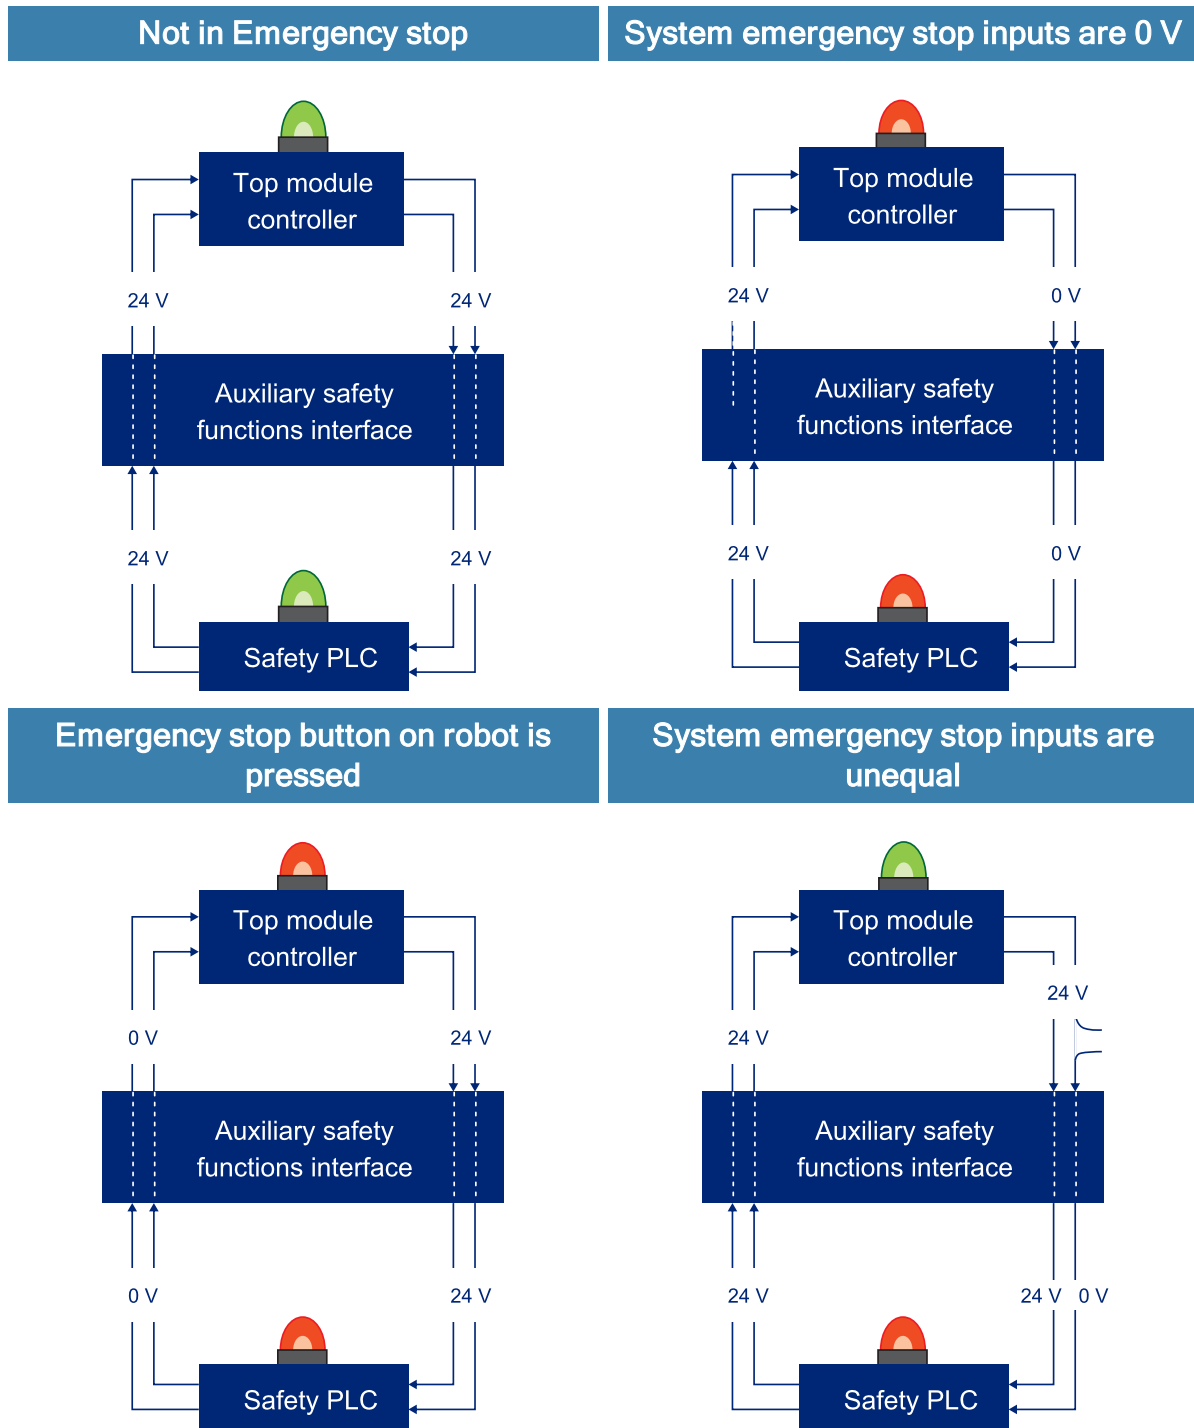 Not in Emergency stop
System emergency stop inputs are 0 V
Top module
controller
24 V
24 V
Auxiliary safety
functions interface
24 V
24 V
Safety PLC
Top module
controller
24 V
0 V
Auxiliary safety
functions interface
24 V
0 V
Safety PLC
Emergency stop button on robot is
pressed
System emergency stop inputs are
unequal
Top module
controller
0 V
24 V
Auxiliary safety
functions interface
0 V
24 V
Safety PLC
Top module
controller
24 V
24 V
Auxiliary safety
functions interface
24 V
24 V 0 V
Safety PLC